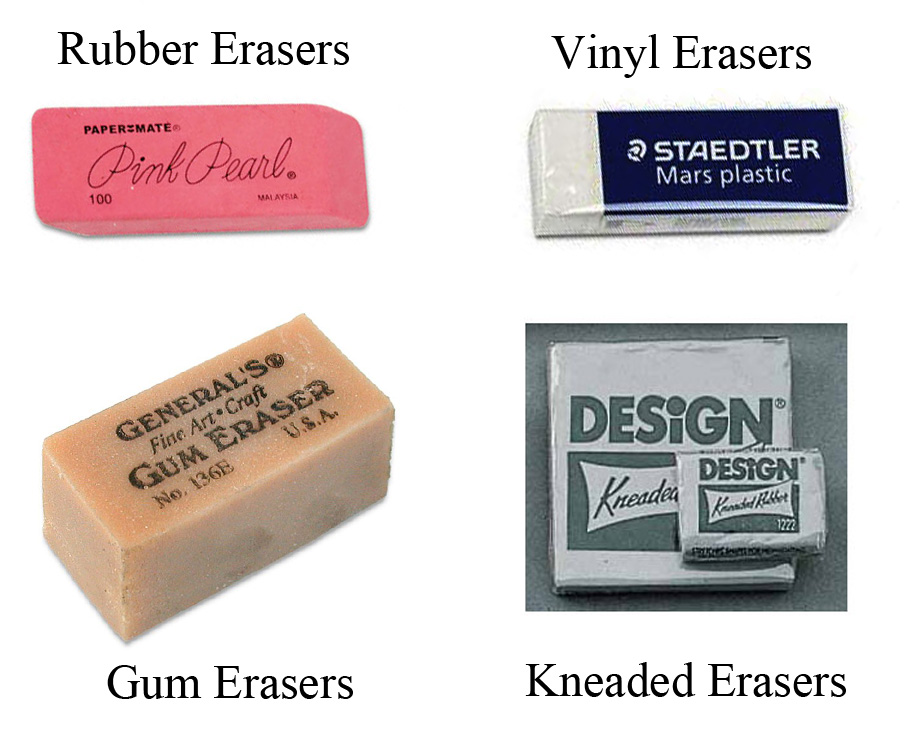 Rubber Erasers
Vinyl Erasers
PAPER MATE®
Pink Pearl®
100
MALAYSIA
STAEDTLER
Mars plastic
GENERAL'S®
Fine Art • Craft
GUM ERASER
U.S.A.
No. 136E
DESiGN®
Kneaded
DESiGN®
Kneaded Rubber
1222
Gum Erasers
Kneaded Erasers